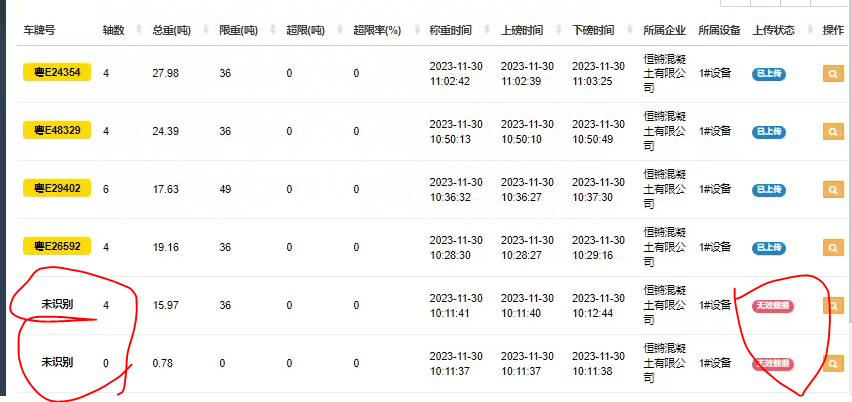 车牌号 轴数 总重(吨) 限重(吨) 超限(吨) 超限率(%) 称重时间 上磅时间 下磅时间 所属企业 所属设备 上传状态 操作
粤E24354 4 27.98 36 0 0 2023-11-30 11:02:42 2023-11-30 11:02:39 2023-11-30 11:03:25 恒锵混凝土有限公司 1#设备 已上传
粤E48329 4 24.39 36 0 0 2023-11-30 10:50:13 2023-11-30 10:50:10 2023-11-30 10:50:49 恒锵混凝土有限公司 1#设备 已上传
粤E29402 6 17.63 49 0 0 2023-11-30 10:36:32 2023-11-30 10:36:27 2023-11-30 10:37:30 恒锵混凝土有限公司 1#设备 已上传
粤E26592 4 19.16 36 0 0 2023-11-30 10:28:30 2023-11-30 10:28:27 2023-11-30 10:29:16 恒锵混凝土有限公司 1#设备 已上传
未识别 4 15.97 36 0 0 2023-11-30 10:11:41 2023-11-30 10:11:40 2023-11-30 10:12:44 恒锵混凝土有限公司 1#设备 无效数据
未识别 0 0.78 0 0 0 2023-11-30 10:11:37 2023-11-30 10:11:37 2023-11-30 10:11:38 恒锵混凝土有限公司 1#设备 无效数据